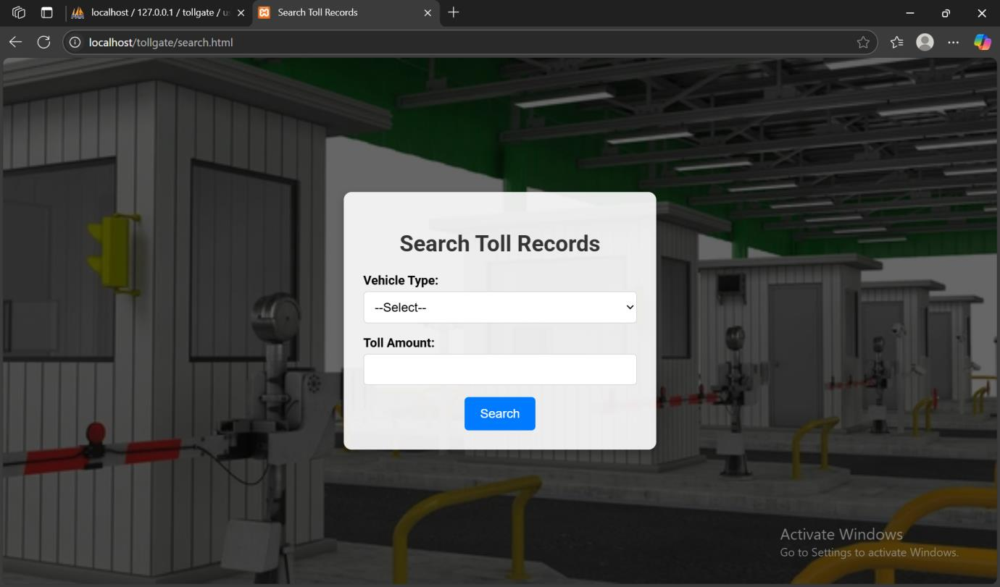 localhost / 127.0.0.1 / tollgate / us
Search Toll Records
localhost/tollgate/search.html
Search Toll Records
Vehicle Type:
--Select--
Toll Amount:
Search
Activate Windows
Go to Settings to activate Windows.